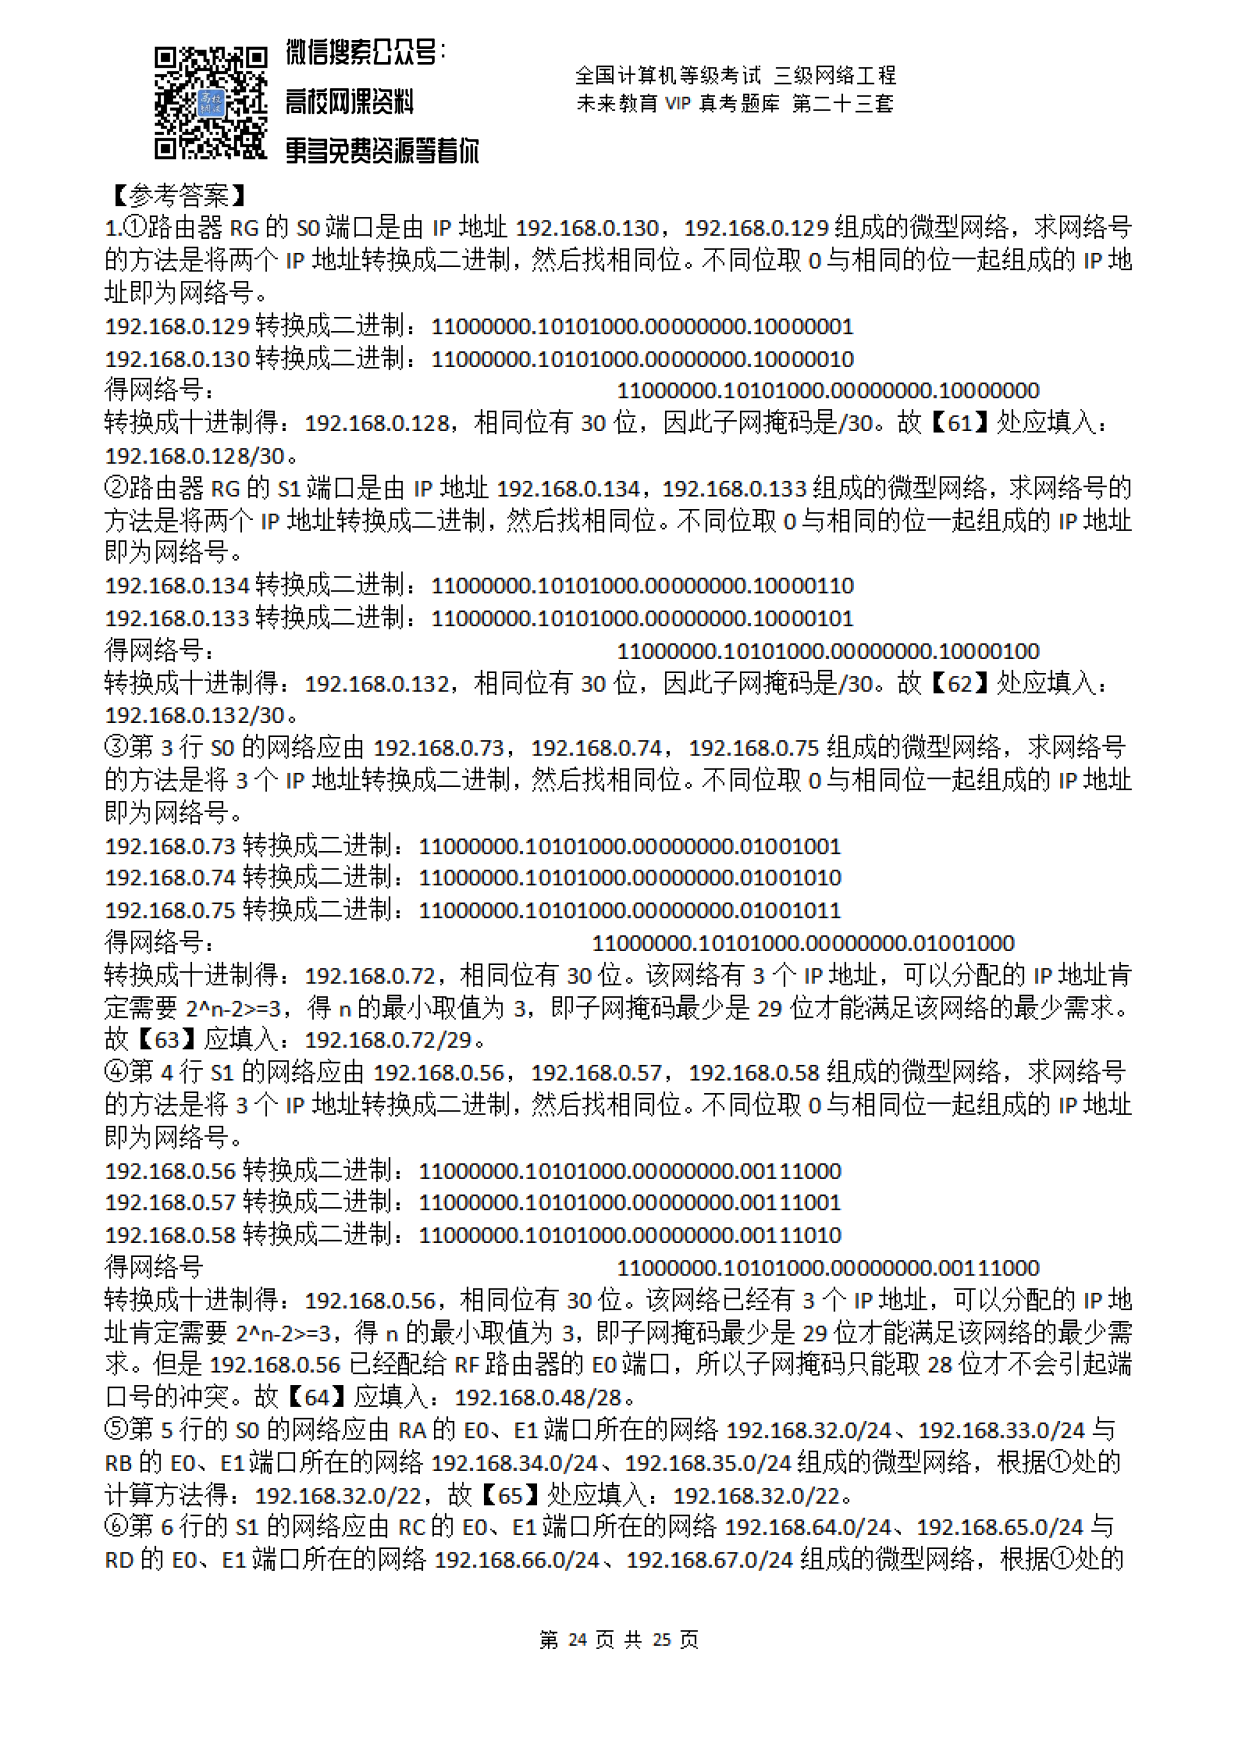 微信搜索公众号:
高校网课资料
更多免费资源等着你
全国计算机等级考试 三级网络工程
未来教育 VIP 真考题库 第二十三套
【参考答案】
1.①路由器 RG 的 S0 端口是由 IP 地址 192.168.0.130，192.168.0.129 组成的微型网络，求网络号
的方法是将两个 IP 地址转换成二进制，然后找相同位。不同位取 0 与相同的位一起组成的 IP 地
址即为网络号。
192.168.0.129 转换成二进制：11000000.10101000.00000000.10000001
192.168.0.130 转换成二进制：11000000.10101000.00000000.10000010
得网络号： 11000000.10101000.00000000.10000000
转换成十进制得：192.168.0.128，相同位有 30 位，因此子网掩码是/30。故【61】处应填入：
192.168.0.128/30。
②路由器 RG 的 S1 端口是由 IP 地址 192.168.0.134，192.168.0.133 组成的微型网络，求网络号的
方法是将两个 IP 地址转换成二进制，然后找相同位。不同位取 0 与相同的位一起组成的 IP 地址
即为网络号。
192.168.0.134 转换成二进制：11000000.10101000.00000000.10000110
192.168.0.133 转换成二进制：11000000.10101000.00000000.10000101
得网络号： 11000000.10101000.00000000.10000100
转换成十进制得：192.168.0.132，相同位有 30 位，因此子网掩码是/30。故【62】处应填入：
192.168.0.132/30。
③第 3 行 S0 的网络应由 192.168.0.73，192.168.0.74，192.168.0.75 组成的微型网络，求网络号
的方法是将 3 个 IP 地址转换成二进制，然后找相同位。不同位取 0 与相同位一起组成的 IP 地址
即为网络号。
192.168.0.73 转换成二进制：11000000.10101000.00000000.01001001
192.168.0.74 转换成二进制：11000000.10101000.00000000.01001010
192.168.0.75 转换成二进制：11000000.10101000.00000000.01001011
得网络号： 11000000.10101000.00000000.01001000
转换成十进制得：192.168.0.72，相同位有 30 位。该网络有 3 个 IP 地址，可以分配的 IP 地址肯
定需要 2^n-2>=3，得 n 的最小取值为 3，即子网掩码最少是 29 位才能满足该网络的最少需求。
故【63】应填入：192.168.0.72/29。
④第 4 行 S1 的网络应由 192.168.0.56，192.168.0.57，192.168.0.58 组成的微型网络，求网络号
的方法是将 3 个 IP 地址转换成二进制，然后找相同位。不同位取 0 与相同位一起组成的 IP 地址
即为网络号。
192.168.0.56 转换成二进制：11000000.10101000.00000000.00111000
192.168.0.57 转换成二进制：11000000.10101000.00000000.00111001
192.168.0.58 转换成二进制：11000000.10101000.00000000.00111010
得网络号 11000000.10101000.00000000.00111000
转换成十进制得：192.168.0.56，相同位有 30 位。该网络已经有 3 个 IP 地址，可以分配的 IP 地
址肯定需要 2^n-2>=3，得 n 的最小取值为 3，即子网掩码最少是 29 位才能满足该网络的最少需
求。但是 192.168.0.56 已经配给 RF 路由器的 E0 端口，所以子网掩码只能取 28 位才不会引起端
口号的冲突。故【64】应填入：192.168.0.48/28。
⑤第 5 行的 S0 的网络应由 RA 的 E0、E1 端口所在的网络 192.168.32.0/24、192.168.33.0/24 与
RB 的 E0、E1 端口所在的网络 192.168.34.0/24、192.168.35.0/24 组成的微型网络，根据①处的
计算方法得：192.168.32.0/22，故【65】处应填入：192.168.32.0/22。
⑥第 6 行的 S1 的网络应由 RC 的 E0、E1 端口所在的网络 192.168.64.0/24、192.168.65.0/24 与
RD 的 E0、E1 端口所在的网络 192.168.66.0/24、192.168.67.0/24 组成的微型网络，根据①处的
第 24 页 共 25 页